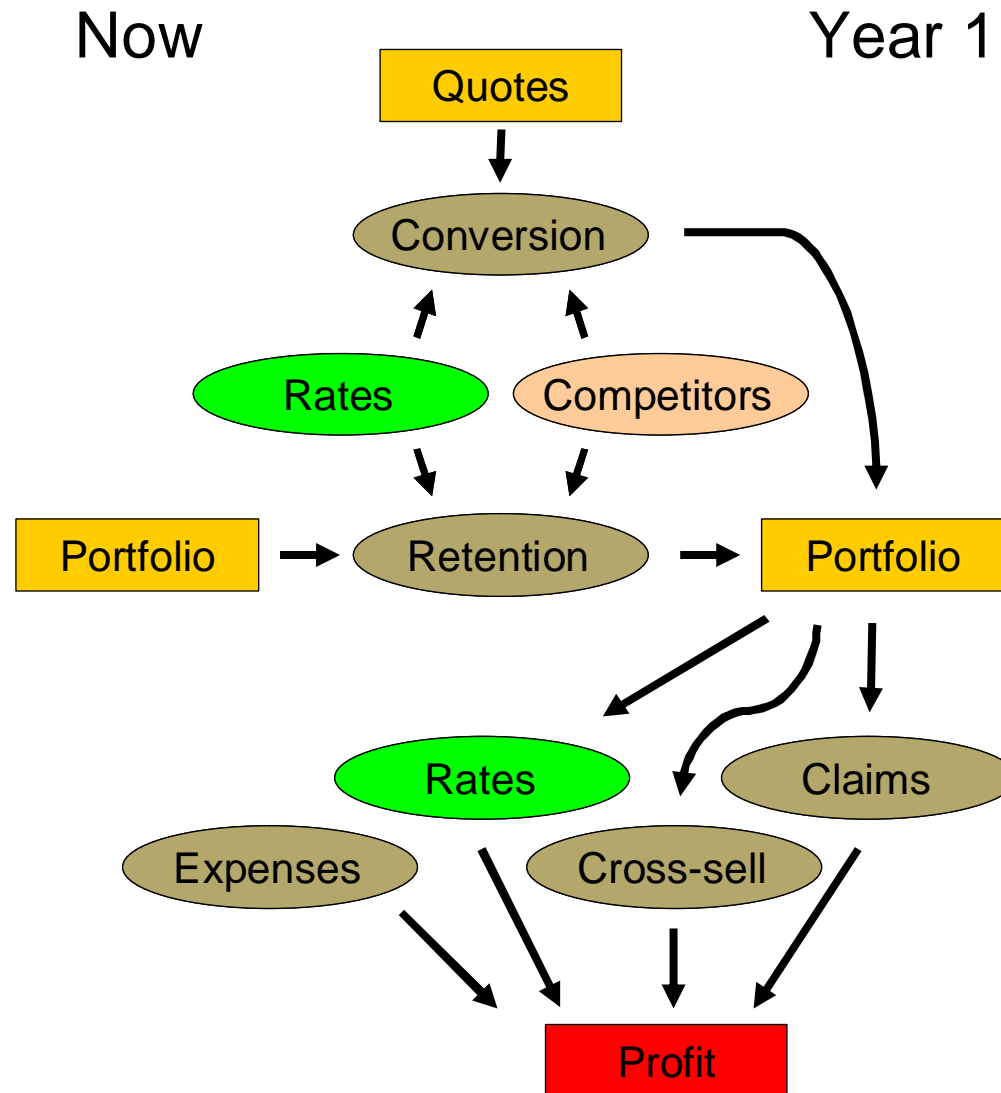 Now
Year 1
Quotes
Conversion
Rates
Competitors
Portfolio
Retention
Portfolio
Rates
Claims
Expenses
Cross-sell
Profit